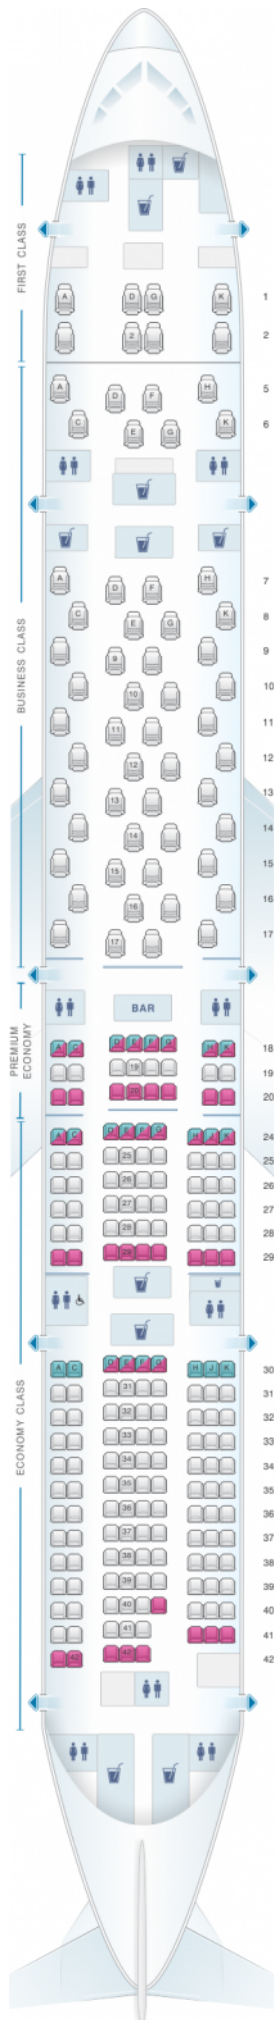 FIRST CLASS
A D G K 1
2 2
BUSINESS CLASS
A D F H 5
C E G K 6
A D F H 7
C E G K 8
9 9
10 10
11 11
12 12
13 13
14 14
15 15
16 16
17 17
PREMIUM ECONOMY
BAR
A C D E F G H K 18
19 19
20 20
ECONOMY CLASS
A C D E F G H J K 24
25 25
26 26
27 27
28 28
29 29
A C D E F G H J K 30
31 31
32 32
33 33
34 34
35 35
36 36
37 37
38 38
39 39
40 40
41 41
42 42 42